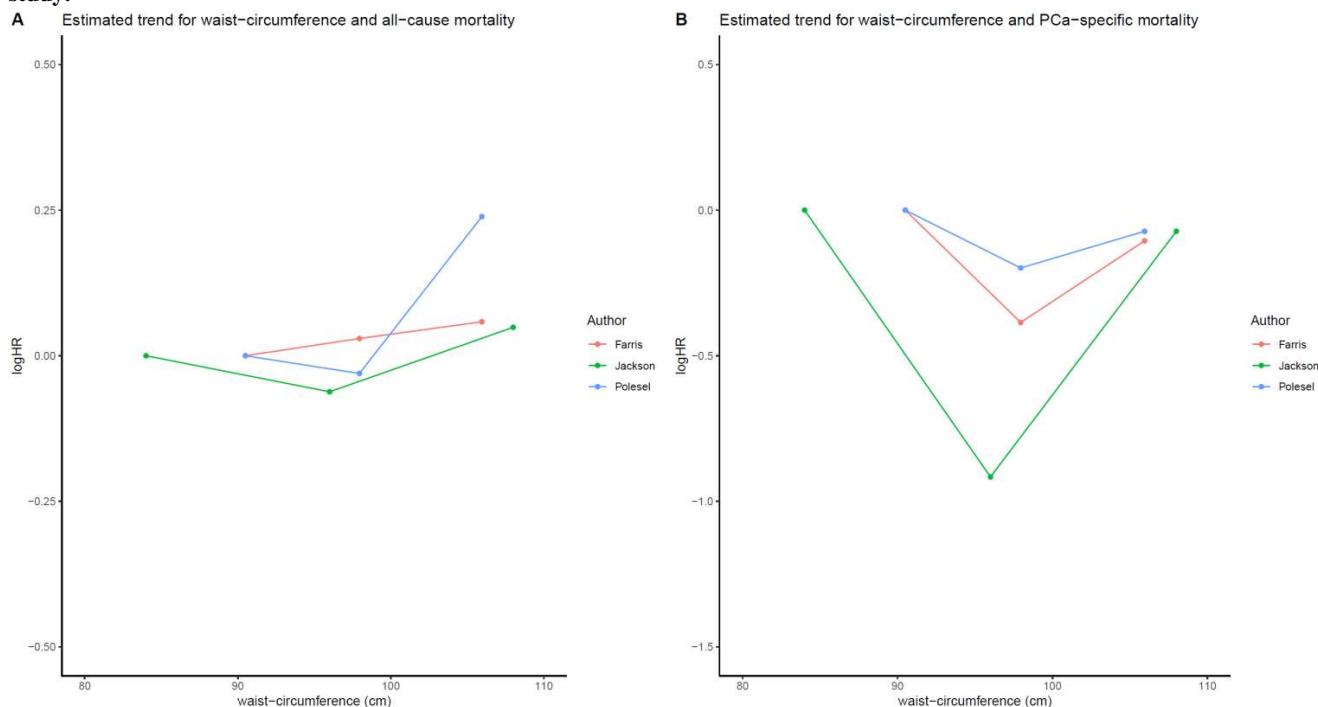 study.
A Estimated trend for waist−circumference and all−cause mortality
0.50
0.25
0.00
−0.25
−0.50
logHR
80 90 100 110
waist−circumference (cm)
Author
Farris
Jackson
Polesel
B Estimated trend for waist−circumference and PCa−specific mortality
0.5
0.0
−0.5
−1.0
−1.5
logHR
80 90 100 110
waist−circumference (cm)
Author
Farris
Jackson
Polesel